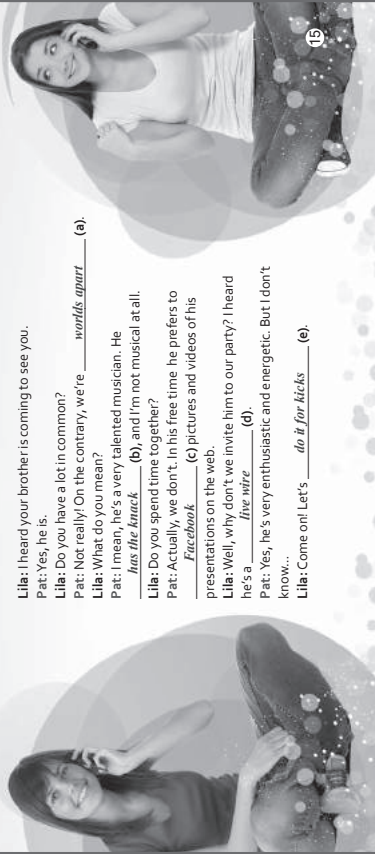 Lila: I heard your brother is coming to see you.
Pat: Yes, he is.
Lila: Do you have a lot in common?
Pat: Not really! On the contrary, we're worlds apart (a).
Lila: What do you mean?
Pat: I mean, he's a very talented musician. He
has the knack (b), and I'm not musical at all.
Lila: Do you spend time together?
Pat: Actually, we don't. In his free time he prefers to
Facebook (c) pictures and videos of his
presentations on the web.
Lila: Well, why don't we invite him to our party? I heard
he's a live wire (d).
Pat: Yes, he's very enthusiastic and energetic. But I don't
know...
Lila: Come on! Let's do it for kicks (e).
15